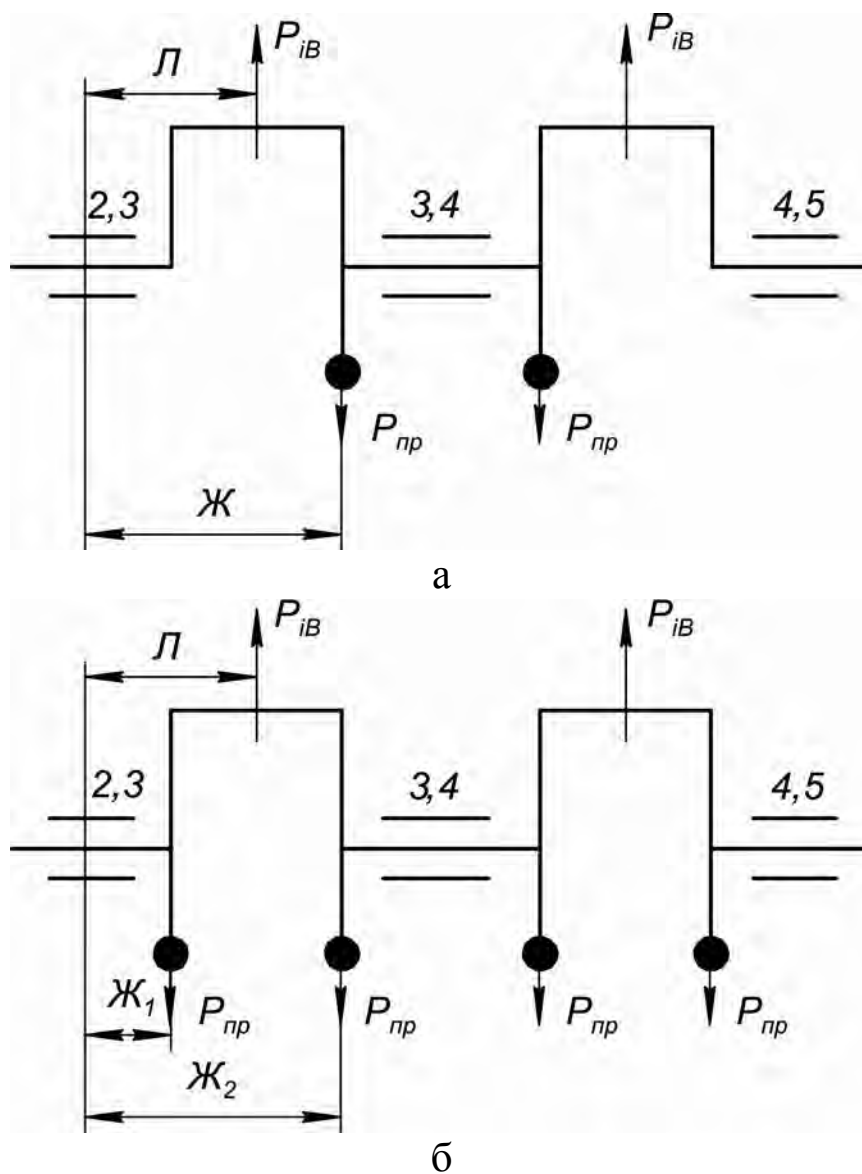 P_iB P_iB
Л
2,3 3,4 4,5
P_пр P_пр
Ж
а
P_iB P_iB
Л
2,3 3,4 4,5
Ж_1 P_пр P_пр P_пр P_пр
Ж_2
б